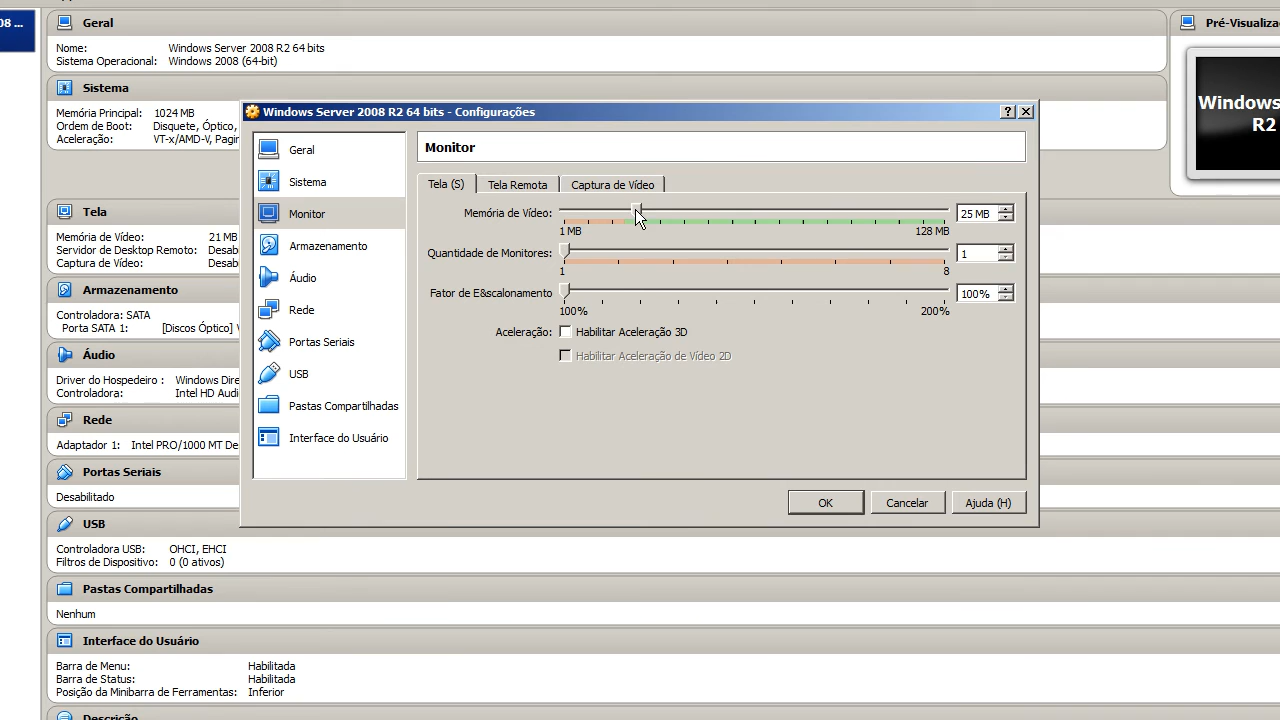 08 ...
Geral
Nome: Windows Server 2008 R2 64 bits
Sistema Operacional: Windows 2008 (64-bit)
Sistema
Memória Principal: 1024 MB
Ordem de Boot: Disquete, Óptico,
Aceleração: VT-x/AMD-V, Pagin
Pré-Visualiza
Windows
R2
Tela
Memória de Vídeo: 21 MB
Servidor de Desktop Remoto: Desab
Captura de Vídeo: Desab
Armazenamento
Controladora: SATA
Porta SATA 1: [Discos Óptico] V
Áudio
Driver do Hospedeiro : Windows Dire
Controladora: Intel HD Audi
Rede
Adaptador 1: Intel PRO/1000 MT De
Portas Seriais
Desabilitado
USB
Controladora USB: OHCI, EHCI
Filtros de Dispositivo: 0 (0 ativos)
Pastas Compartilhadas
Nenhum
Interface do Usuário
Barra de Menu: Habilitada
Barra de Status: Habilitada
Posição da Minibarra de Ferramentas: Inferior
Descrição
Windows Server 2008 R2 64 bits - Configurações
Geral
Sistema
Monitor
Armazenamento
Áudio
Rede
Portas Seriais
USB
Pastas Compartilhadas
Interface do Usuário
Monitor
Tela (S) Tela Remota Captura de Vídeo
Memória de Vídeo: 25 MB
1 MB 128 MB
Quantidade de Monitores: 1
1 8
Fator de E&scalonamento 100%
100% 200%
Aceleração: Habilitar Aceleração 3D
Habilitar Aceleração de Vídeo 2D
OK Cancelar Ajuda (H)